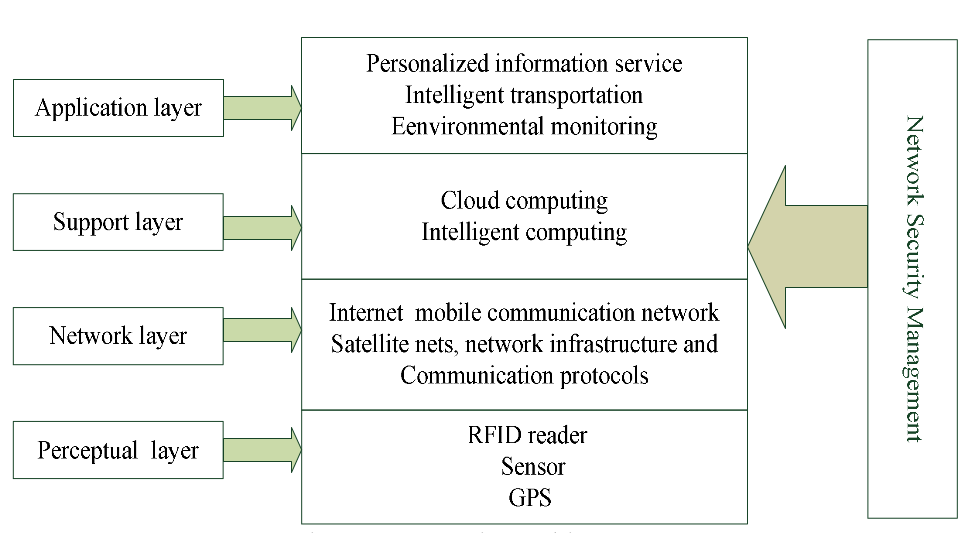 Application layer
Personalized information service
Intelligent transportation
Eenvironmental monitoring
Support layer
Cloud computing
Intelligent computing
Network layer
Internet mobile communication network
Satellite nets, network infrastructure and
Communication protocols
Perceptual layer
RFID reader
Sensor
GPS
Network Security Management